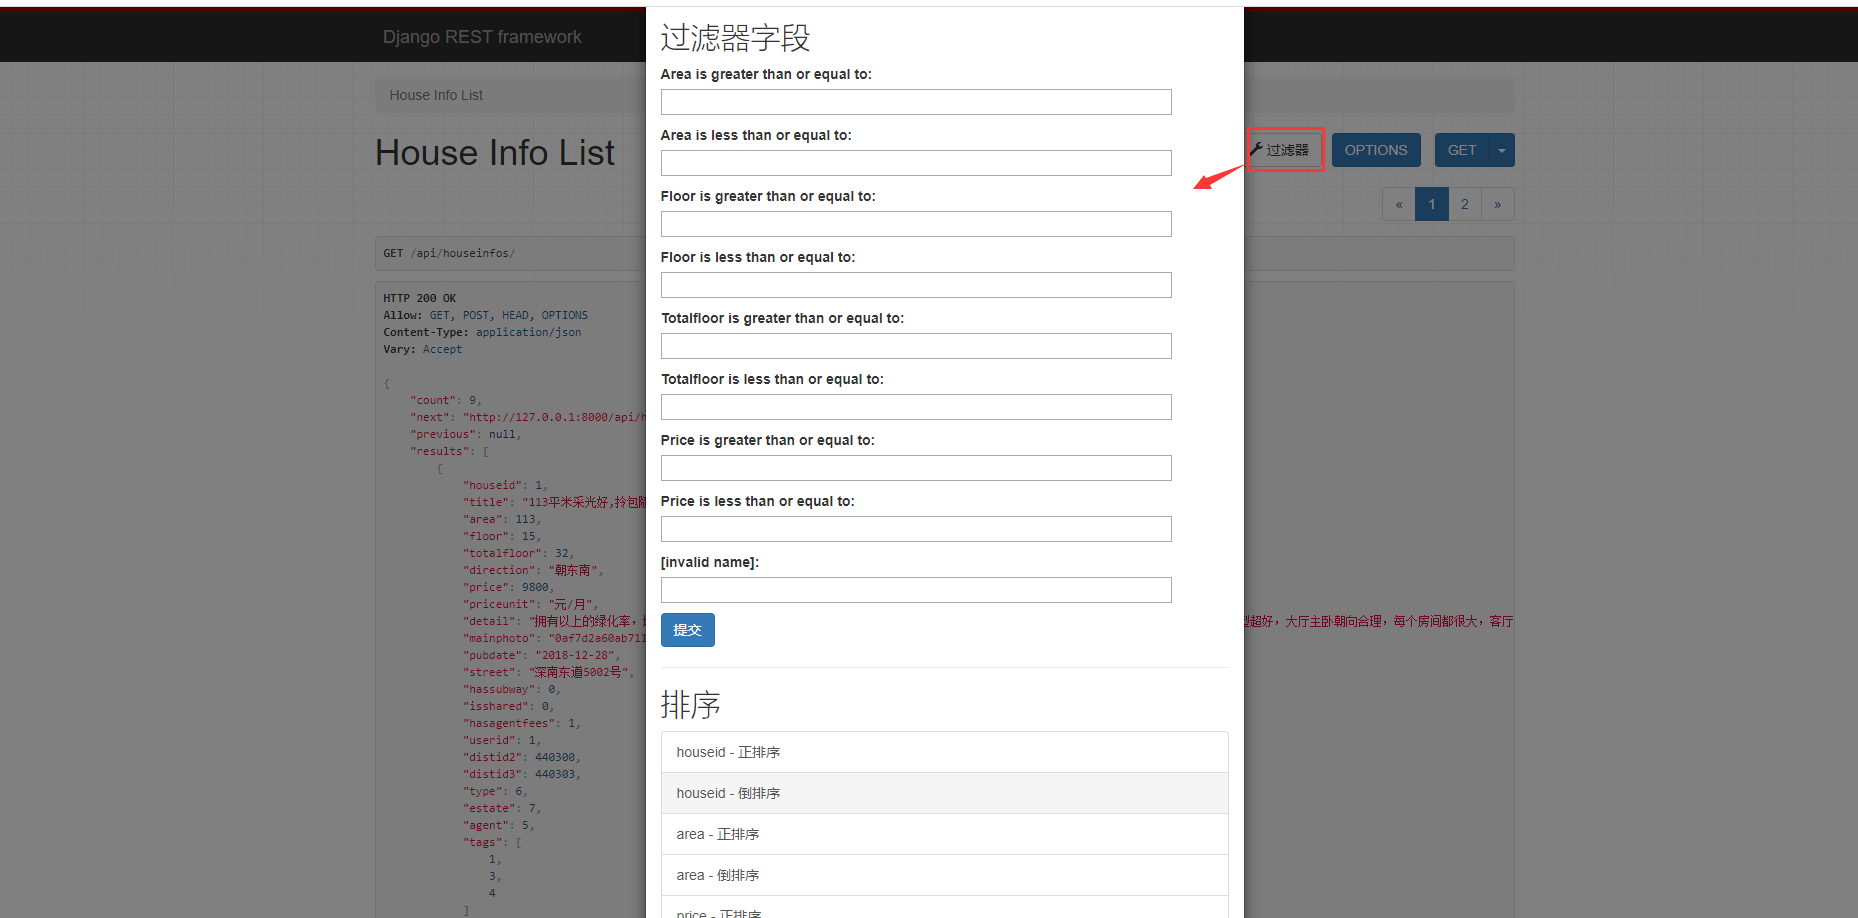 Django REST framework
House Info List
House Info List
过滤器
OPTIONS
GET
«
1
2
»
GET /api/houseinfos/
HTTP 200 OK
Allow: GET, POST, HEAD, OPTIONS
Content-Type: application/json
Vary: Accept
{
"count": 9,
"next": "http://127.0.0.1:8000/api/h
"previous": null,
"results": [
{
"houseid": 1,
"title": "113平米采光好,拎包随
"area": 113,
"floor": 15,
"totalfloor": 32,
"direction": "朝东南",
"price": 9800,
"priceunit": "元/月",
"detail": "拥有以上的绿化率，
型超好，大厅主卧朝向合理，每个房间都很大，客厅
"mainphoto": "0af7d2a60ab711
"pubdate": "2018-12-28",
"street": "深南东道5002号",
"hassubway": 0,
"isshared": 0,
"hasagentfees": 1,
"userid": 1,
"distid2": 440300,
"distid3": 440303,
"type": 6,
"estate": 7,
"agent": 5,
"tags": [
1,
3,
4
]
过滤器字段
Area is greater than or equal to:
Area is less than or equal to:
Floor is greater than or equal to:
Floor is less than or equal to:
Totalfloor is greater than or equal to:
Totalfloor is less than or equal to:
Price is greater than or equal to:
Price is less than or equal to:
[invalid name]:
提交
排序
houseid - 正排序
houseid - 倒排序
area - 正排序
area - 倒排序
price - 正排序